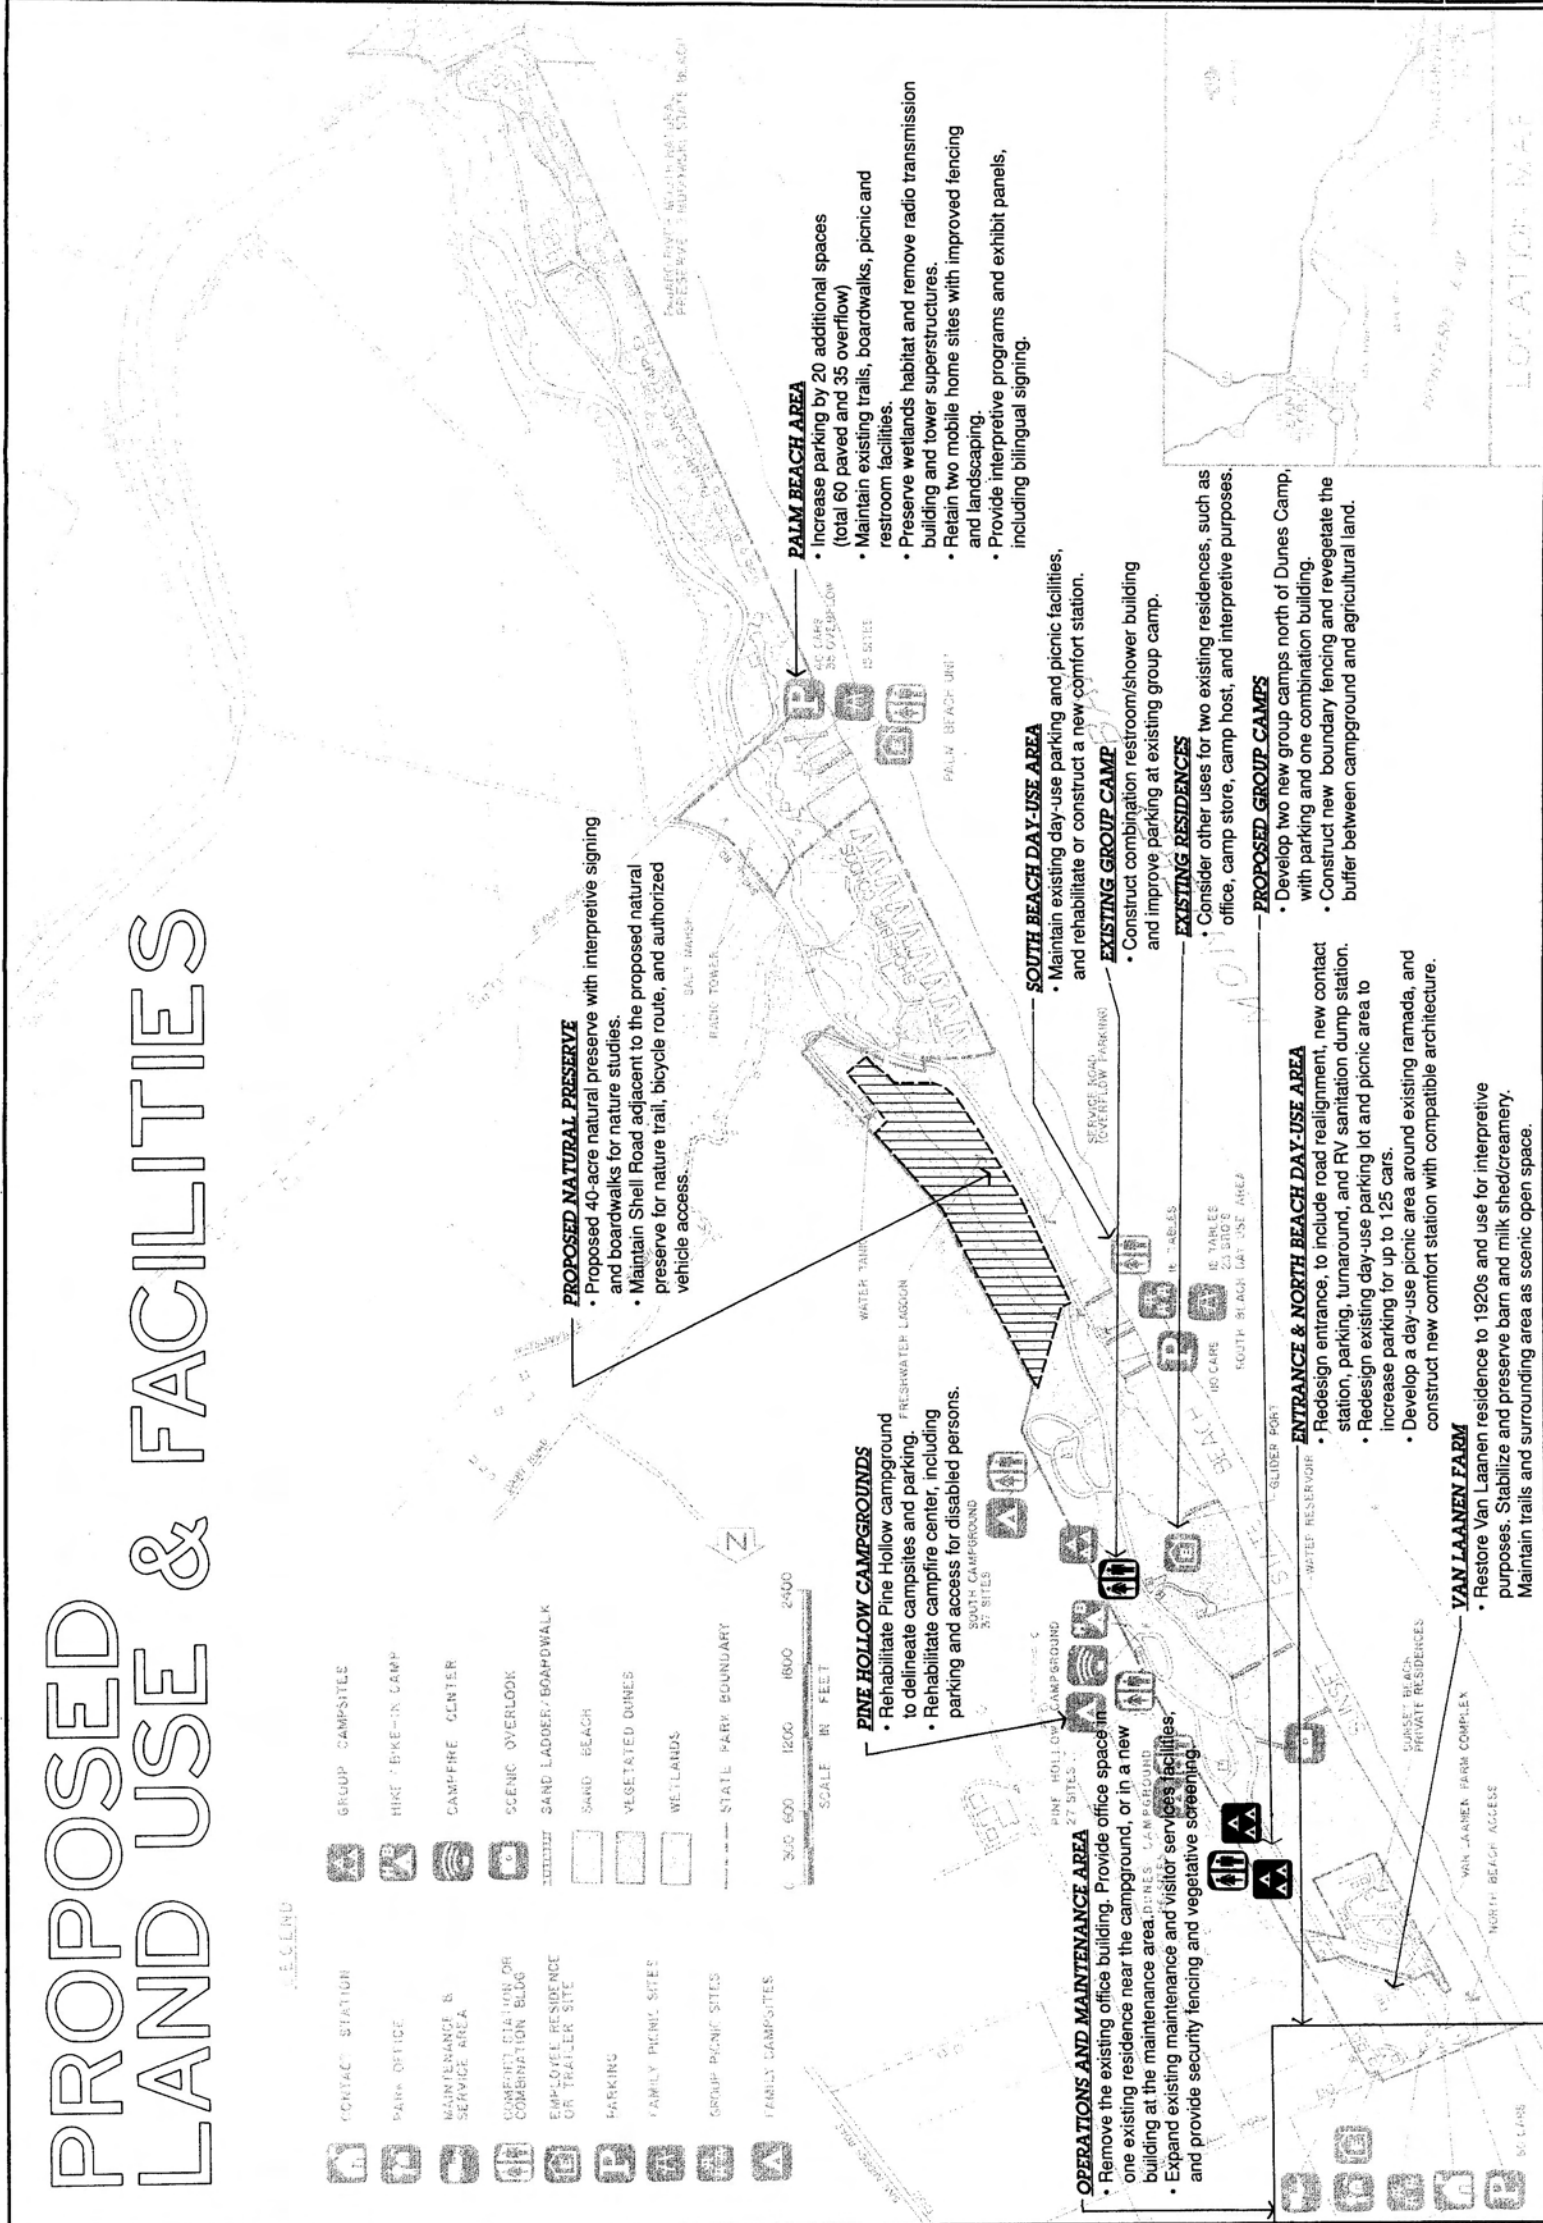 PROPOSED
LAND USE & FACILITIES
CONTACT STATION
PARK OFFICE
MAINTENANCE &
SERVICE AREA
COMFORT STATION OR
COMBINATION BLDG
EMPLOYEE RESIDENCE
OR TRAILER SITE
PARKING
FAMILY PICNIC SITES
GROUP PICNIC SITES
FAMILY CAMPSITES
GROUP CAMPSITES
CAMPFIRE CENTER
SCENIC OVERLOOK
SAND LADDER/BOARDWALK
SAND BEACH
VEGETATED DUNES
WETLANDS
STATE PARK BOUNDARY
300 600 1200 1800 2400
SCALE IN FEET
Z
PROPOSED NATURAL PRESERVE
• Proposed 40-acre natural preserve with interpretive signing
and boardwalks for nature studies.
• Maintain Shell Road adjacent to the proposed natural
preserve for nature trail, bicycle route, and authorized
vehicle access.
SALT MARSH
RADIO TOWER
PALM BEACH AREA
• Increase parking by 20 additional spaces
(total 60 paved and 35 overflow)
• Maintain existing trails, boardwalks, picnic and
restroom facilities.
• Preserve wetlands habitat and remove radio transmission
building and tower superstructures.
• Retain two mobile home sites with improved fencing
and landscaping.
• Provide interpretive programs and exhibit panels,
including bilingual signing.
P
40 CARS
35 OVERFLOW
PALM BEACH UNIT
PINE HOLLOW CAMPGROUNDS
• Rehabilitate Pine Hollow campground
to delineate campsites and parking.
• Rehabilitate campfire center, including
parking and access for disabled persons.
WATER TANK
FRESHWATER LAGOON
SOUTH CAMPGROUND
37 SITES
PINE HOLLOW CAMPGROUND
27 SITES
DUNES CAMPGROUND
SOUTH BEACH DAY-USE AREA
• Maintain existing day-use parking and picnic facilities,
and rehabilitate or construct a new comfort station.
SERVICE ROAD
(OVERFLOW PARKING)
EXISTING GROUP CAMP
• Construct combination restroom/shower building
and improve parking at existing group camp.
EXISTING RESIDENCES
• Consider other uses for two existing residences, such as
office, camp store, camp host, and interpretive purposes.
P
110 CARS
SOUTH BEACH DAY USE AREA
PROPOSED GROUP CAMPS
• Develop two new group camps north of Dunes Camp,
with parking and one combination building.
• Construct new boundary fencing and revegetate the
buffer between campground and agricultural land.
OPERATIONS AND MAINTENANCE AREA
• Remove the existing office building. Provide office space in
one existing residence near the campground, or in a new
building at the maintenance area.
• Expand existing maintenance and visitor services facilities,
and provide security fencing and vegetative screening.
GLIDER PORT
WATER RESERVOIR
BEACH
ENTRANCE & NORTH BEACH DAY-USE AREA
• Redesign entrance, to include road realignment, new contact
station, parking, turnaround, and RV sanitation dump station.
• Redesign existing day-use parking lot and picnic area to
increase parking for up to 125 cars.
• Develop a day-use picnic area around existing ramada, and
construct new comfort station with compatible architecture.
VAN LAANEN FARM
• Restore Van Laanen residence to 1920s and use for interpretive
purposes. Stabilize and preserve barn and milk shed/creamery.
Maintain trails and surrounding area as scenic open space.
SUNSET BEACH
PRIVATE RESIDENCES
VAN LAANEN FARM COMPLEX
NORTH BEACH ACCESS
P
LOCATION MAP